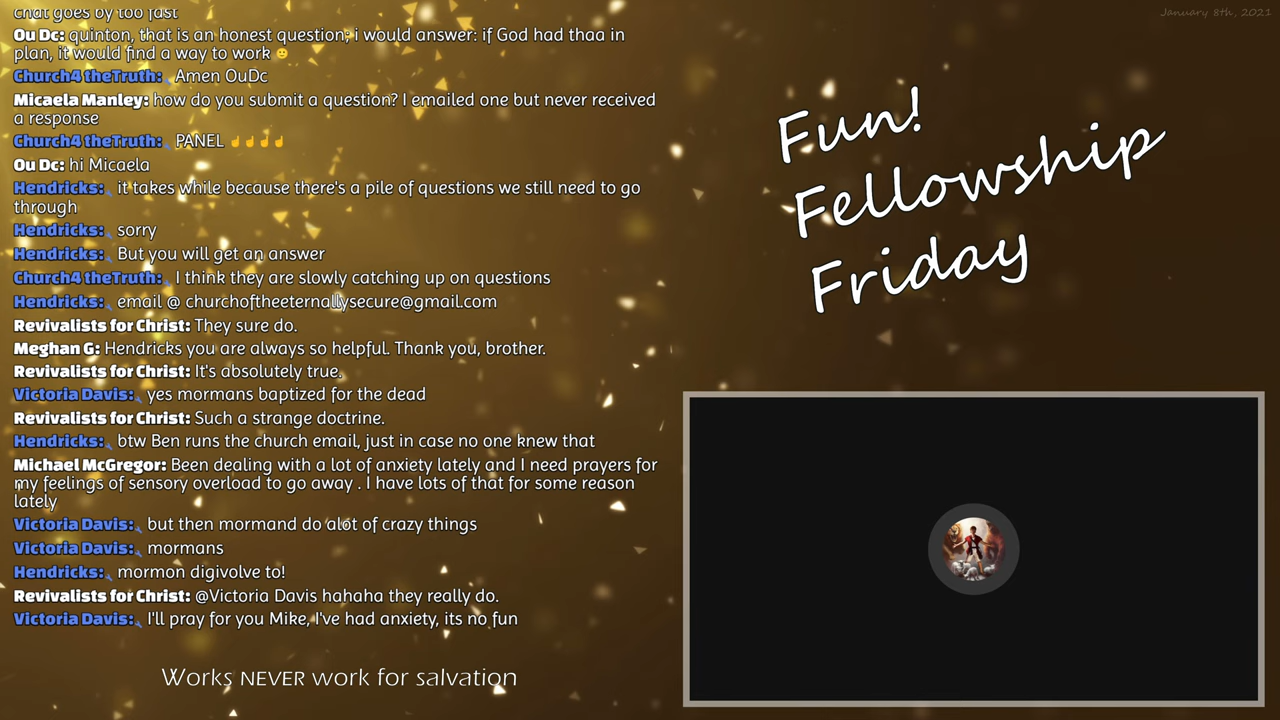 chat goes by too fast
Ou Dc: quinton, that is an honest question; i would answer: if God had thaa in
plan, it would find a way to work 🙂
Church4 theTruth: Amen OuDc
Micaela Manley: how do you submit a question? I emailed one but never received
a response
Church4 theTruth: PANEL ☝☝☝☝
Ou Dc: hi Micaela
Hendricks: it takes while because there's a pile of questions we still need to go
through
Hendricks: sorry
Hendricks: But you will get an answer
Church4 theTruth: I think they are slowly catching up on questions
Hendricks: email @ churchoftheeternallysecure@gmail.com
Revivalists for Christ: They sure do.
Meghan G: Hendricks you are always so helpful. Thank you, brother.
Revivalists for Christ: It's absolutely true.
Victoria Davis: yes mormans baptized for the dead
Revivalists for Christ: Such a strange doctrine.
Hendricks: btw Ben runs the church email, just in case no one knew that
Michael McGregor: Been dealing with a lot of anxiety lately and I need prayers for
my feelings of sensory overload to go away . I have lots of that for some reason
lately
Victoria Davis: but then mormand do alot of crazy things
Victoria Davis: mormans
Hendricks: mormon digivolve to!
Revivalists for Christ: @Victoria Davis hahaha they really do.
Victoria Davis: I'll pray for you Mike, I've had anxiety, its no fun
Works NEVER work for salvation
January 8th, 2021
Fun!
Fellowship
Friday